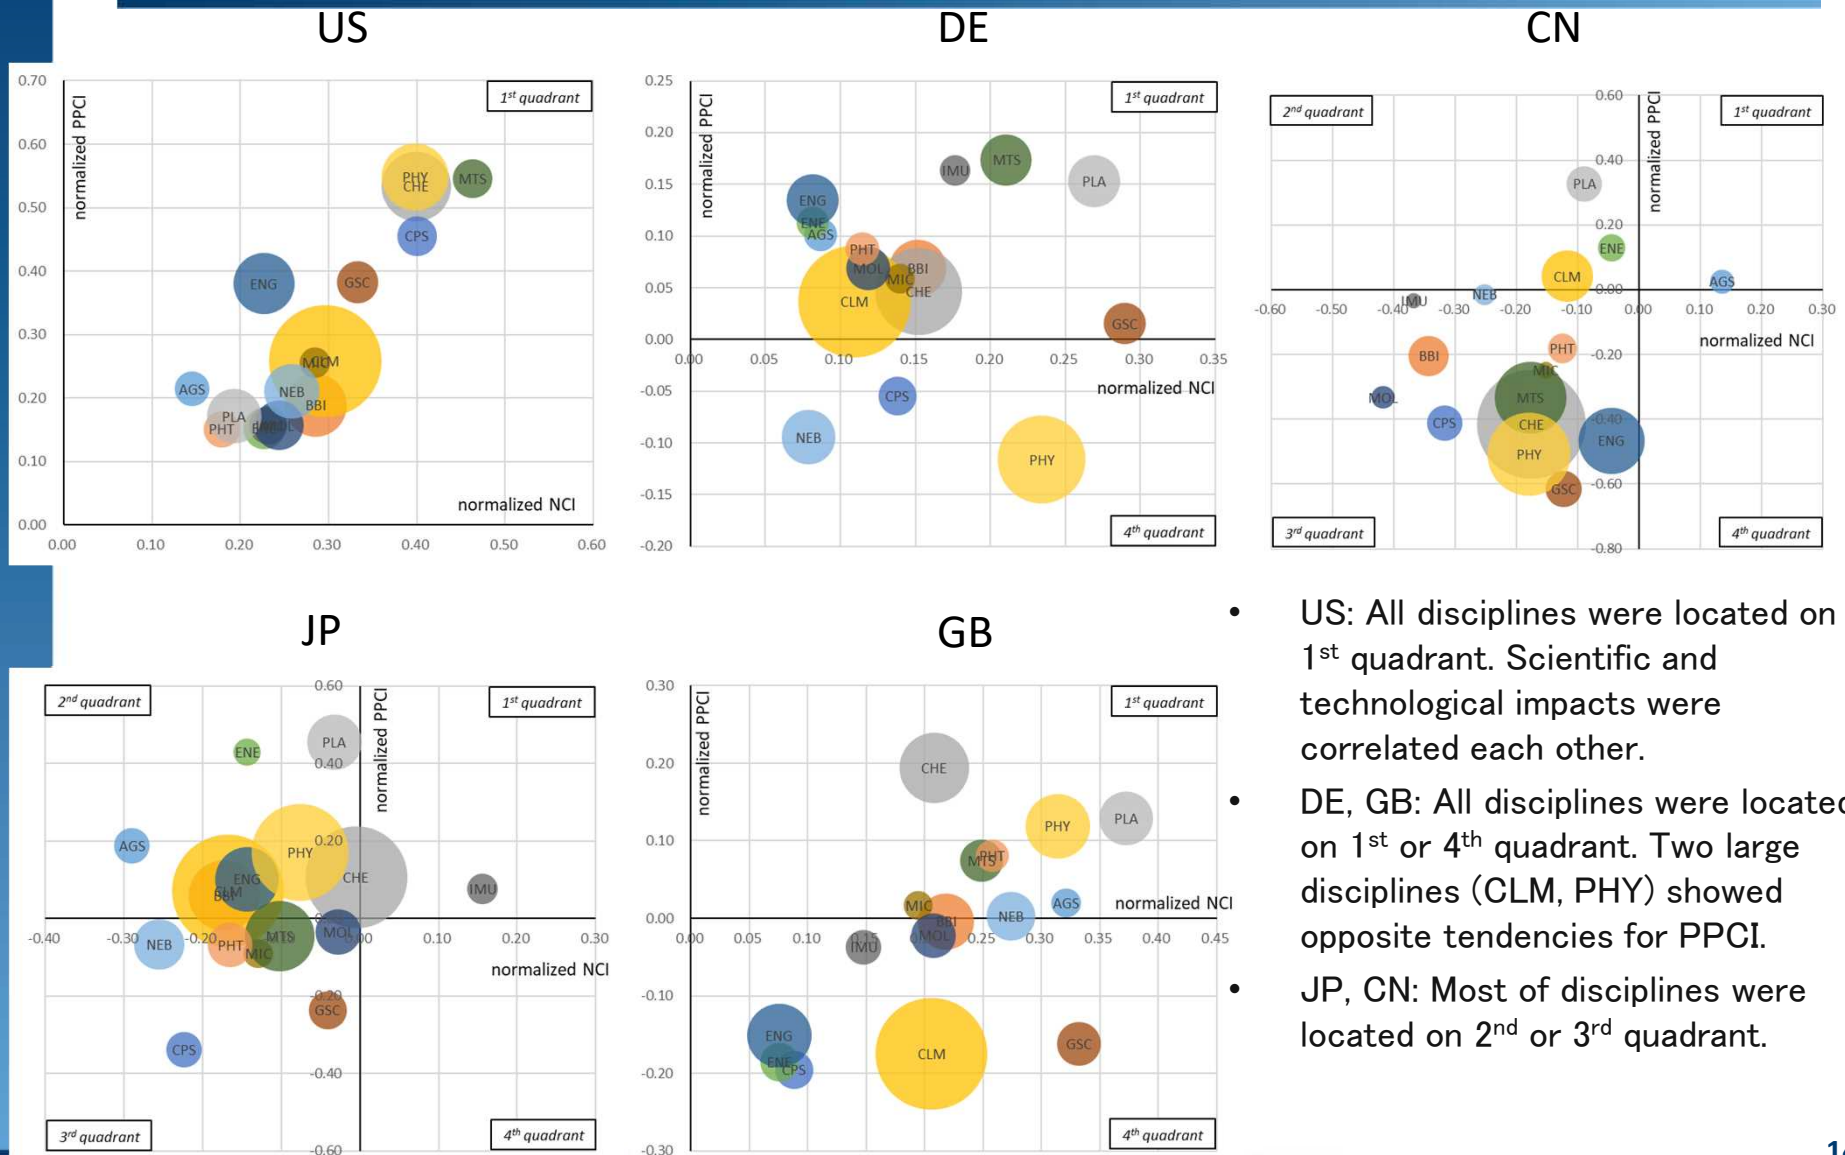 US
DE
CN
0.70
0.60
0.50
0.40
0.30
0.20
0.10
0.00
0.00 0.10 0.20 0.30 0.40 0.50 0.60
normalized PPCI
normalized NCI
1st quadrant
PHY
CHE
MTS
CPS
ENG
GSC
CLM
AGS
NEB
BBI
PLA
PHT
0.25
0.20
0.15
0.10
0.05
0.00
-0.05
-0.10
-0.15
-0.20
0.00 0.05 0.10 0.15 0.20 0.25 0.30 0.35
normalized PPCI
normalized NCI
1st quadrant
4th quadrant
IMU
MTS
PLA
ENG
ENE
AGS
PHT
MOL
BBI
MIC
CHE
CLM
GSC
CPS
NEB
PHY
2nd quadrant
1st quadrant
3rd quadrant
4th quadrant
0.60
0.40
0.20
0.00
-0.20
-0.40
-0.60
-0.80
-0.60 -0.50 -0.40 -0.30 -0.20 -0.10 0.00 0.10 0.20 0.30
normalized PPCI
normalized NCI
PLA
ENE
CLM
AGS
IMU
NEB
BBI
PHT
MIC
MOL
MTS
CPS
CHE
ENG
PHY
GSC
JP
GB
2nd quadrant
1st quadrant
3rd quadrant
4th quadrant
0.60
0.40
0.20
-0.20
-0.40
-0.60
-0.40 -0.30 -0.20 0.00 0.10 0.20 0.30
normalized PPCI
normalized NCI
ENE
PLA
AGS
PHY
ENG
CLM
BBI
CHE
IMU
NEB
PHT
MIC
MTS
MOL
GSC
CPS
0.30
0.20
0.10
0.00
-0.10
-0.20
-0.30
0.00 0.05 0.10 0.15 0.25 0.30 0.35 0.40 0.45
normalized PPCI
normalized NCI
1st quadrant
4th quadrant
CHE
PHY
PLA
MTS
PHT
MIC
BBI
NEB
AGS
IMU
MOL
ENG
ENE
CPS
CLM
GSC
• US: All disciplines were located on
1st quadrant. Scientific and
technological impacts were
correlated each other.
• DE, GB: All disciplines were located
on 1st or 4th quadrant. Two large
disciplines (CLM, PHY) showed
opposite tendencies for PPCI.
• JP, CN: Most of disciplines were
located on 2nd or 3rd quadrant.